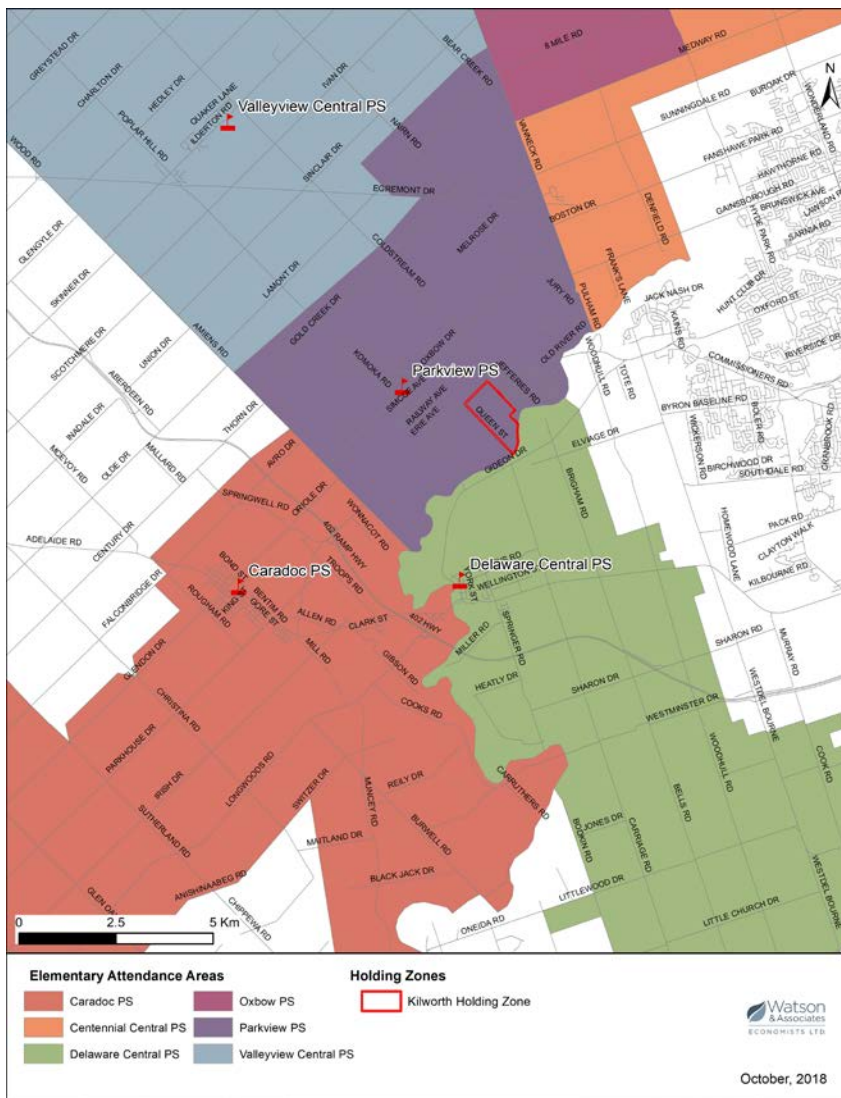 GREYSTEAD DR
CHARLTON DR
HEDLEY DR
QUAKER LANE
ILDERTON RD
POPLAR HILL RD
IVAN DR
BEAR CREEK RD
8 MILE RD
MEDWAY RD
N
Valleyview Central PS
WOOD RD
SINCLAIR DR
NAIRN RD
VANNECK RD
SUNNINGDALE RD
BUROAK DR
WONDERLAND RD
FANSHAWE PARK RD
HAWTHORNE RD
GAINSBOROUGH RD
BRUNSWICK AVE
SARNIA RD
EGREMONT DR
BOSTON DR
DENFIELD RD
HYDE PARK RD
GLENGYLE DR
SKINNER DR
LAMONT DR
COLDSTREAM RD
MELROSE DR
FRANK'S LANE
JACK NASH DR
HUNT CLUB DR
OXFORD ST
SCOTCHMERE DR
UNION DR
AMIENS RD
GOLD CREEK DR
JURY RD
PULHAM RD
KAINS RD
RIVERSIDE DR
INADALE DR
ABERDEEN RD
KOMOKA RD
OXBOW DR
OLD RIVER RD
WOODHULL RD
TOTE RD
COMMISSIONERS RD
Parkview PS
SIMCOE AVE
RAILWAY AVE
ERIE AVE
JEFFERIES RD
QUEEN ST
BYRON BASELINE RD
WICKERSON RD
BOLER RD
CRANBROOK RD
MCEVOY RD
OLDE DR
MALLARD RD
THORN DR
AVRO DR
GIDEON DR
ELVIAGE DR
BIRCHWOOD DR
SOUTHDALE RD
SPRINGWELL RD
ORIOLE DR
WONNACOT RD
BRIGHAM RD
PACK RD
ADELAIDE RD
CENTURY DR
402 RAMP HWY
TROOPS RD
HOMEWOOD LANE
CLAYTON WALK
KILBOURNE RD
Caradoc PS
Delaware Central PS
FALCONBRIDGE DR
BOND ST
ROUGHAM RD
BENTIM RD
GORE ST
ALLEN RD
CLARK ST
402 HWY
YORK ST
WELLINGTON
MILLER RD
SPRINGER RD
GLENDON DR
MILL RD
GIBSON RD
HEATLY DR
SHARON RD
SHARON DR
MURRAY RD
CHRISTINA RD
COOKS RD
WESTMINSTER DR
WESTDEL BOURNE
PARKHOUSE DR
IRISH DR
LONGWOODS RD
SWITZER DR
MUNCEY RD
REILY DR
CARRUTHERS RD
WOODHULL RD
COOK RD
SUTHERLAND RD
BURWELL RD
BELLS RD
MAITLAND DR
BODKIN RD
JONES DR
CARRIAGE RD
BLACK JACK DR
ANISHINAABEG RD
CHIPPEWA RD
LITTLEWOOD DR
WESTDEL BOURNE
ONEIDA RD
LITTLE CHURCH DR
0 2.5 5 Km
Elementary Attendance Areas
Holding Zones
Caradoc PS
Oxbow PS
Kilworth Holding Zone
Centennial Central PS
Parkview PS
Delaware Central PS
Valleyview Central PS
Watson
& Associates
ECONOMISTS LTD.
October, 2018